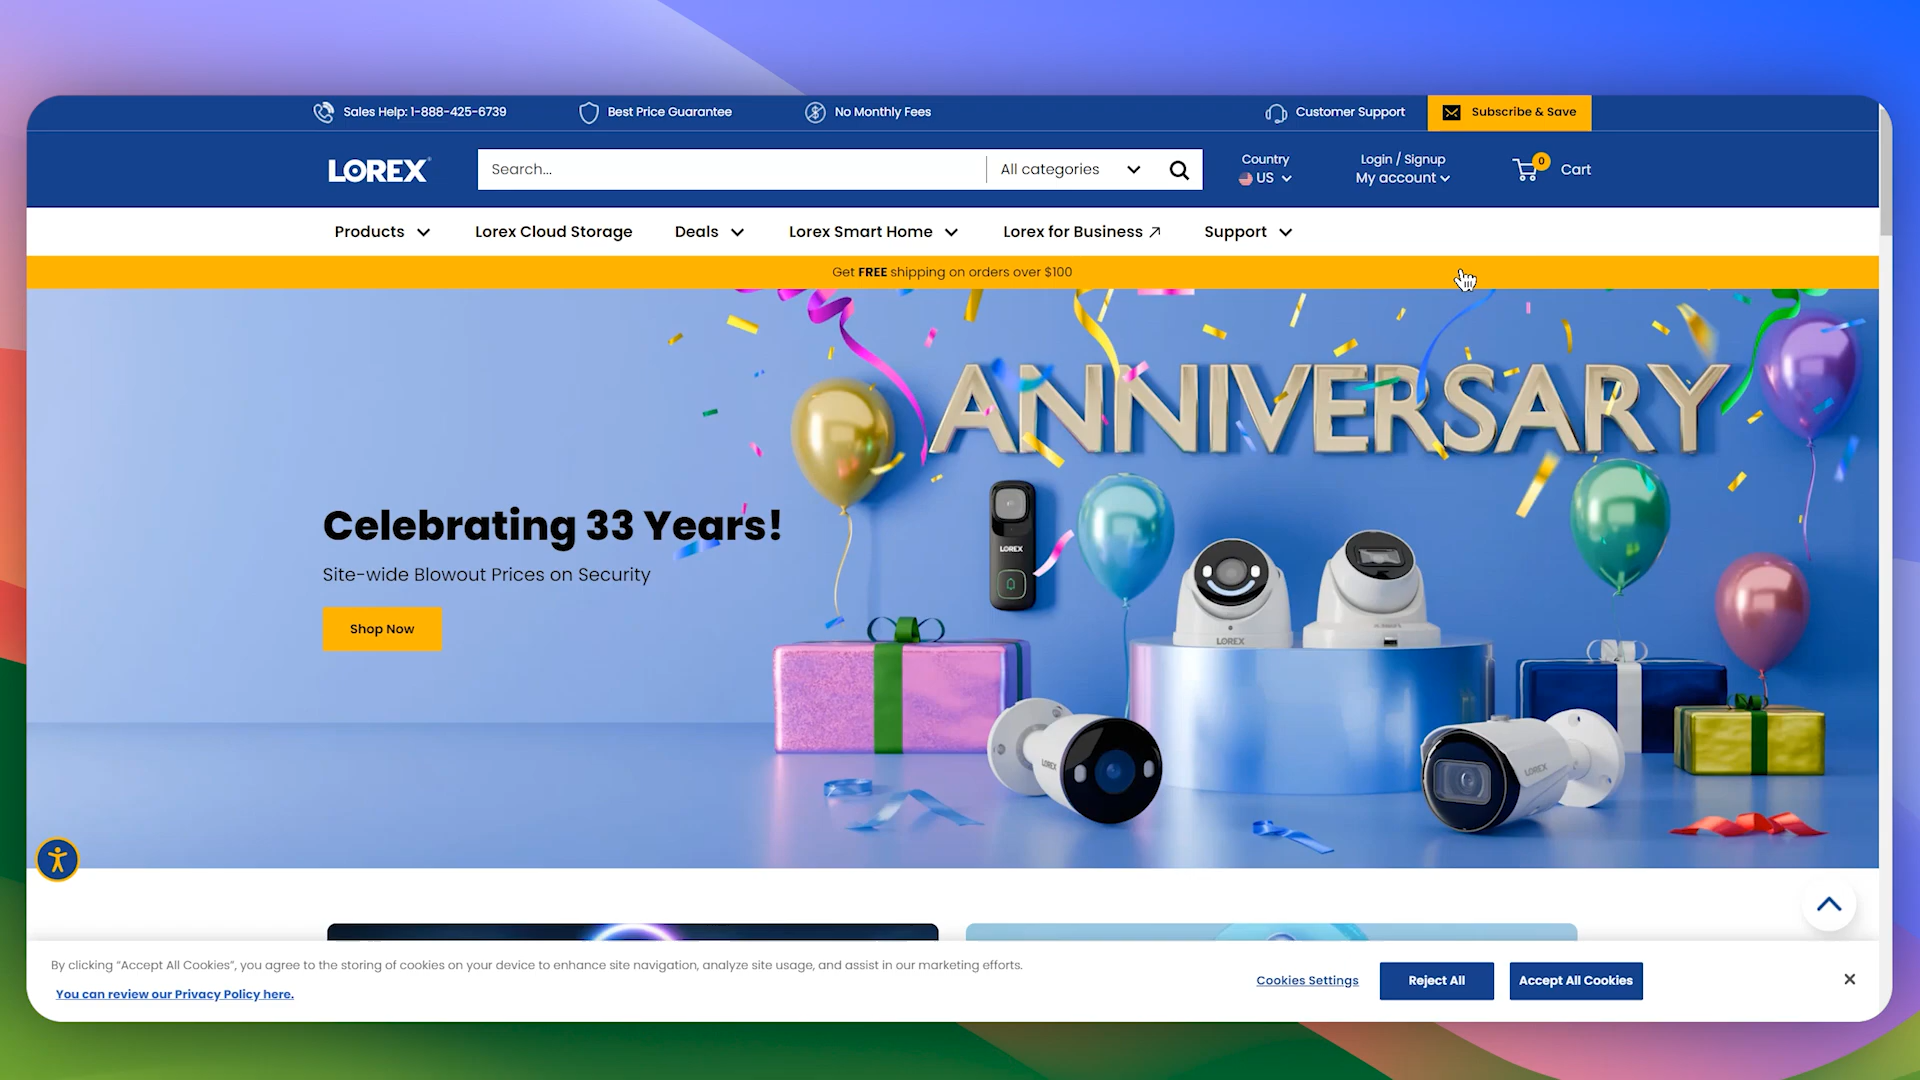 Sales Help: 1-888-425-6739
Best Price Guarantee
No Monthly Fees
Customer Support
Subscribe & Save
LOREX
Search...
All categories
Country
US
Login / Signup
My account
0
Cart
Products
Lorex Cloud Storage
Deals
Lorex Smart Home
Lorex for Business
Support
Get FREE shipping on orders over $100
ANNIVERSARY
Celebrating 33 Years!
Site-wide Blowout Prices on Security
Shop Now
LOREX
LOREX
LOREX
LOREX
By clicking “Accept All Cookies”, you agree to the storing of cookies on your device to enhance site navigation, analyze site usage, and assist in our marketing efforts.
You can review our Privacy Policy here.
Cookies Settings
Reject All
Accept All Cookies